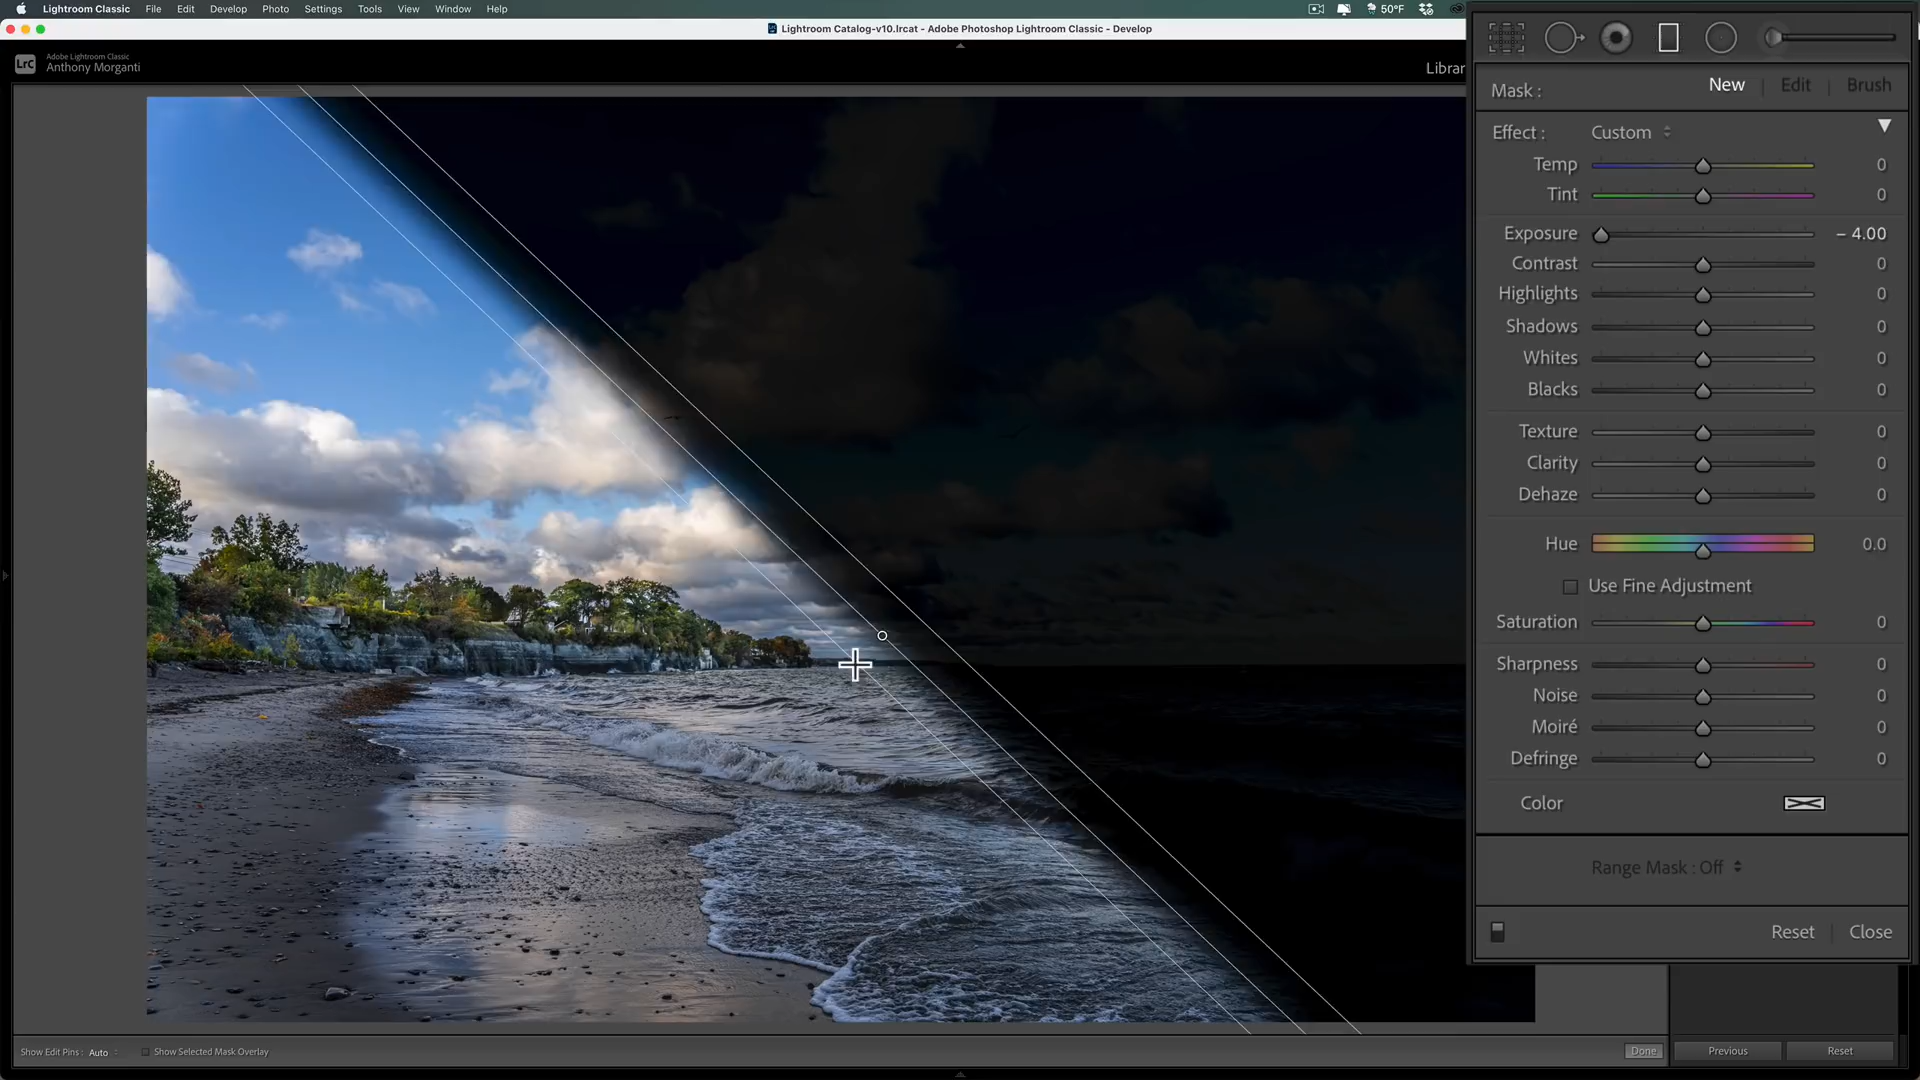 Lightroom Classic File Edit Develop Photo Settings Tools View Window Help 50°F
Lightroom Catalog-v10.lrcat - Adobe Photoshop Lightroom Classic - Develop
LrC
Adobe Lightroom Classic
Anthony Morganti
Librar
Mask : New | Edit | Brush
Effect : Custom
Temp 0
Tint 0
Exposure – 4.00
Contrast 0
Highlights 0
Shadows 0
Whites 0
Blacks 0
Texture 0
Clarity 0
Dehaze 0
Hue 0.0
Use Fine Adjustment
Saturation 0
Sharpness 0
Noise 0
Moiré 0
Defringe 0
Color
Range Mask : Off
Reset Close
Show Edit Pins : Auto Show Selected Mask Overlay Done Previous Reset